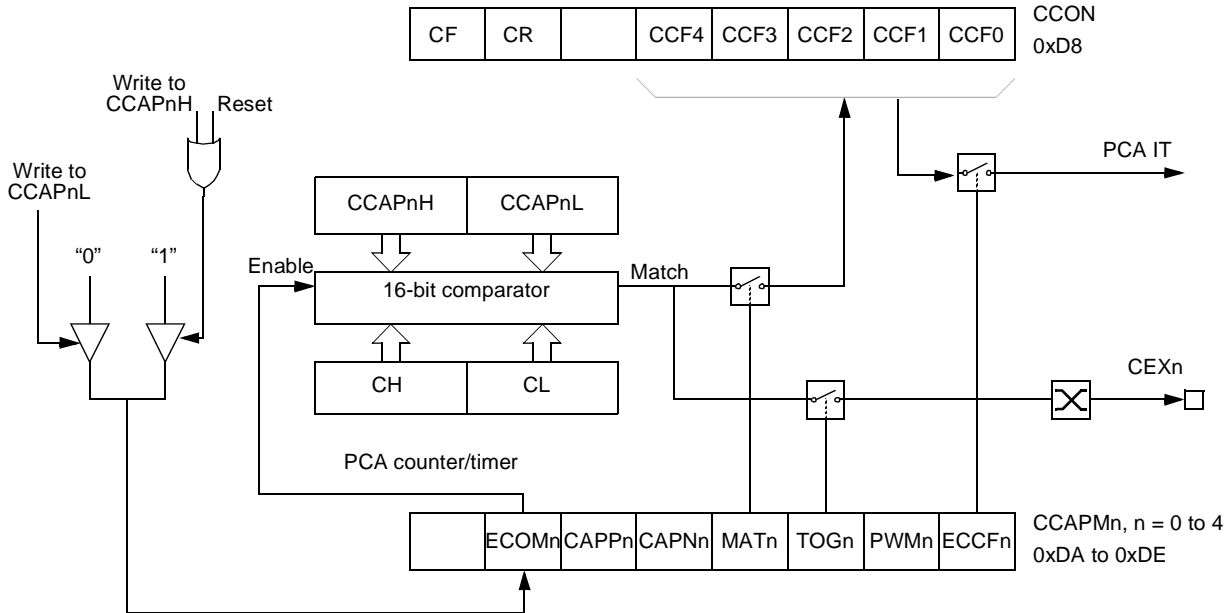 CF CR CCF4 CCF3 CCF2 CCF1 CCF0
CCON
0xD8
Write to
CCAPnH Reset
Write to
CCAPnL
“0” “1”
PCA IT
CCAPnH CCAPnL
Enable
16-bit comparator
Match
CH CL
CEXn
PCA counter/timer
ECOMn CAPPn CAPNn MATn TOGn PWMn ECCFn
CCAPMn, n = 0 to 4
0xDA to 0xDE